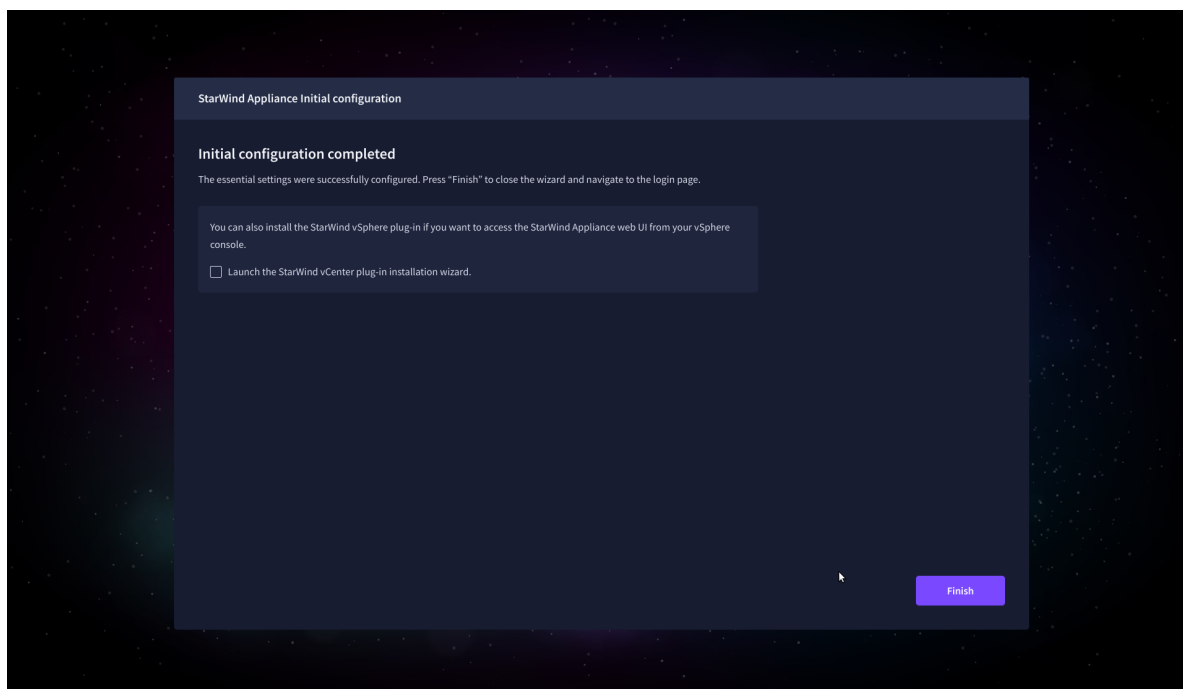 StarWind Appliance Initial configuration
Initial configuration completed
The essential settings were successfully configured. Press “Finish” to close the wizard and navigate to the login page.
You can also install the StarWind vSphere plug-in if you want to access the StarWind Appliance web UI from your vSphere
console.
Launch the StarWind vCenter plug-in installation wizard.
Finish